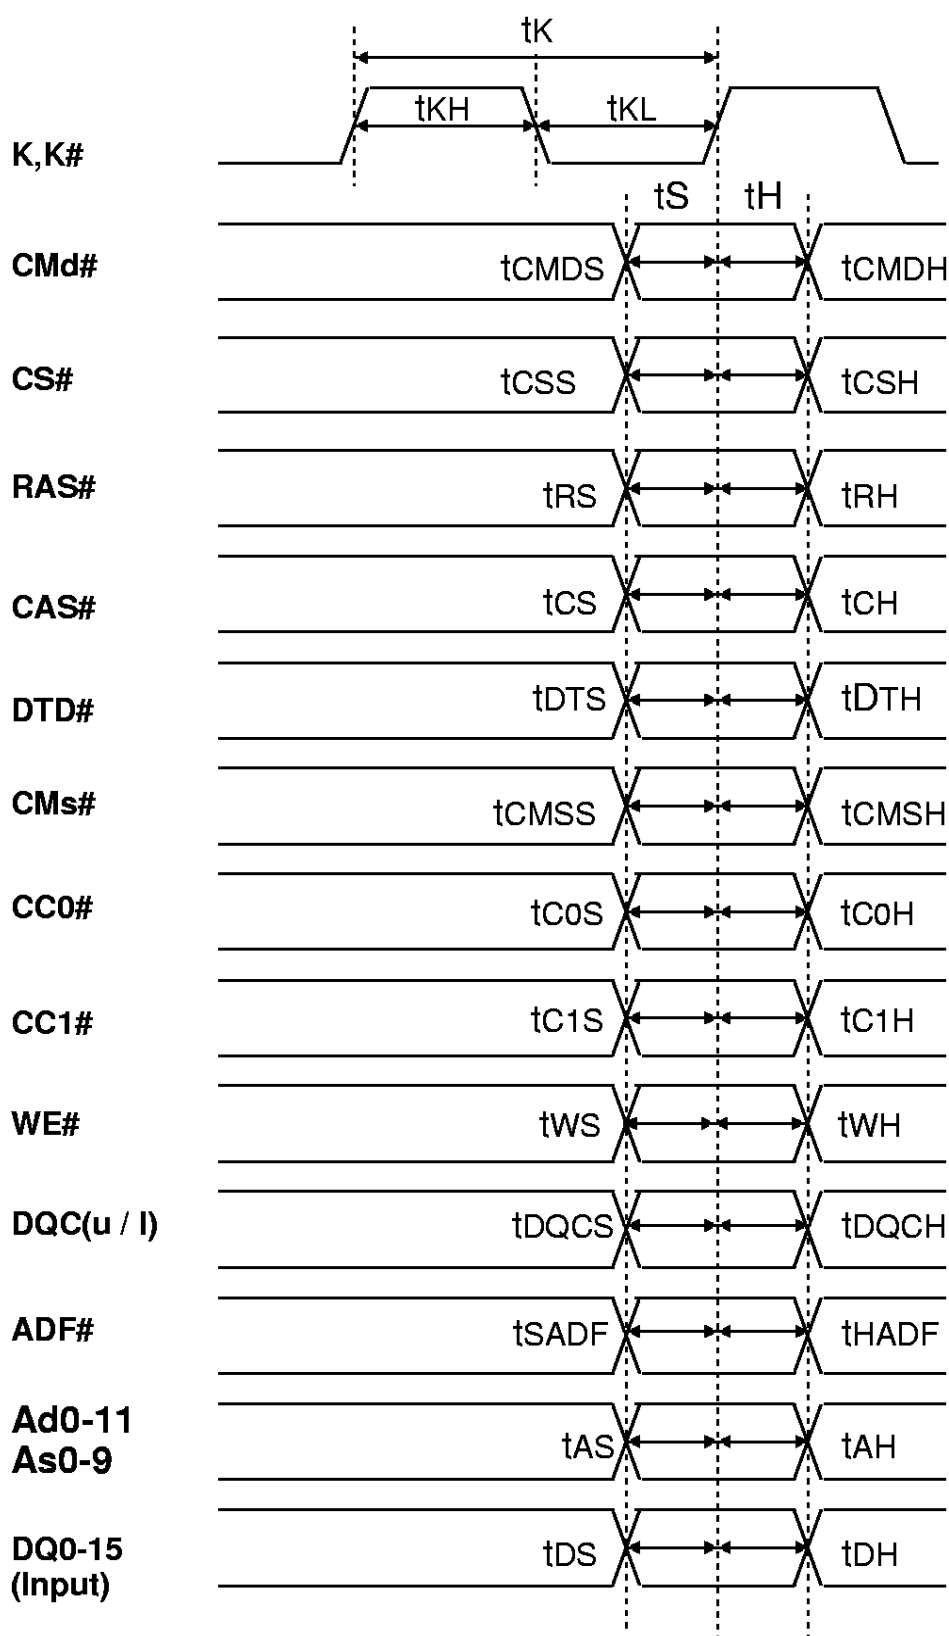 tK
tKH tKL
K,K#
tS tH
CMd# tCMDS tCMDH
CS# tCSS tCSH
RAS# tRS tRH
CAS# tCS tCH
DTD# tDTS tDTH
CMs# tCMSS tCMSH
CC0# tC0S tC0H
CC1# tC1S tC1H
WE# tWS tWH
DQC(u / l) tDQCS tDQCH
ADF# tSADF tHADF
Ad0-11
As0-9 tAS tAH
DQ0-15 tDS tDH
(Input)